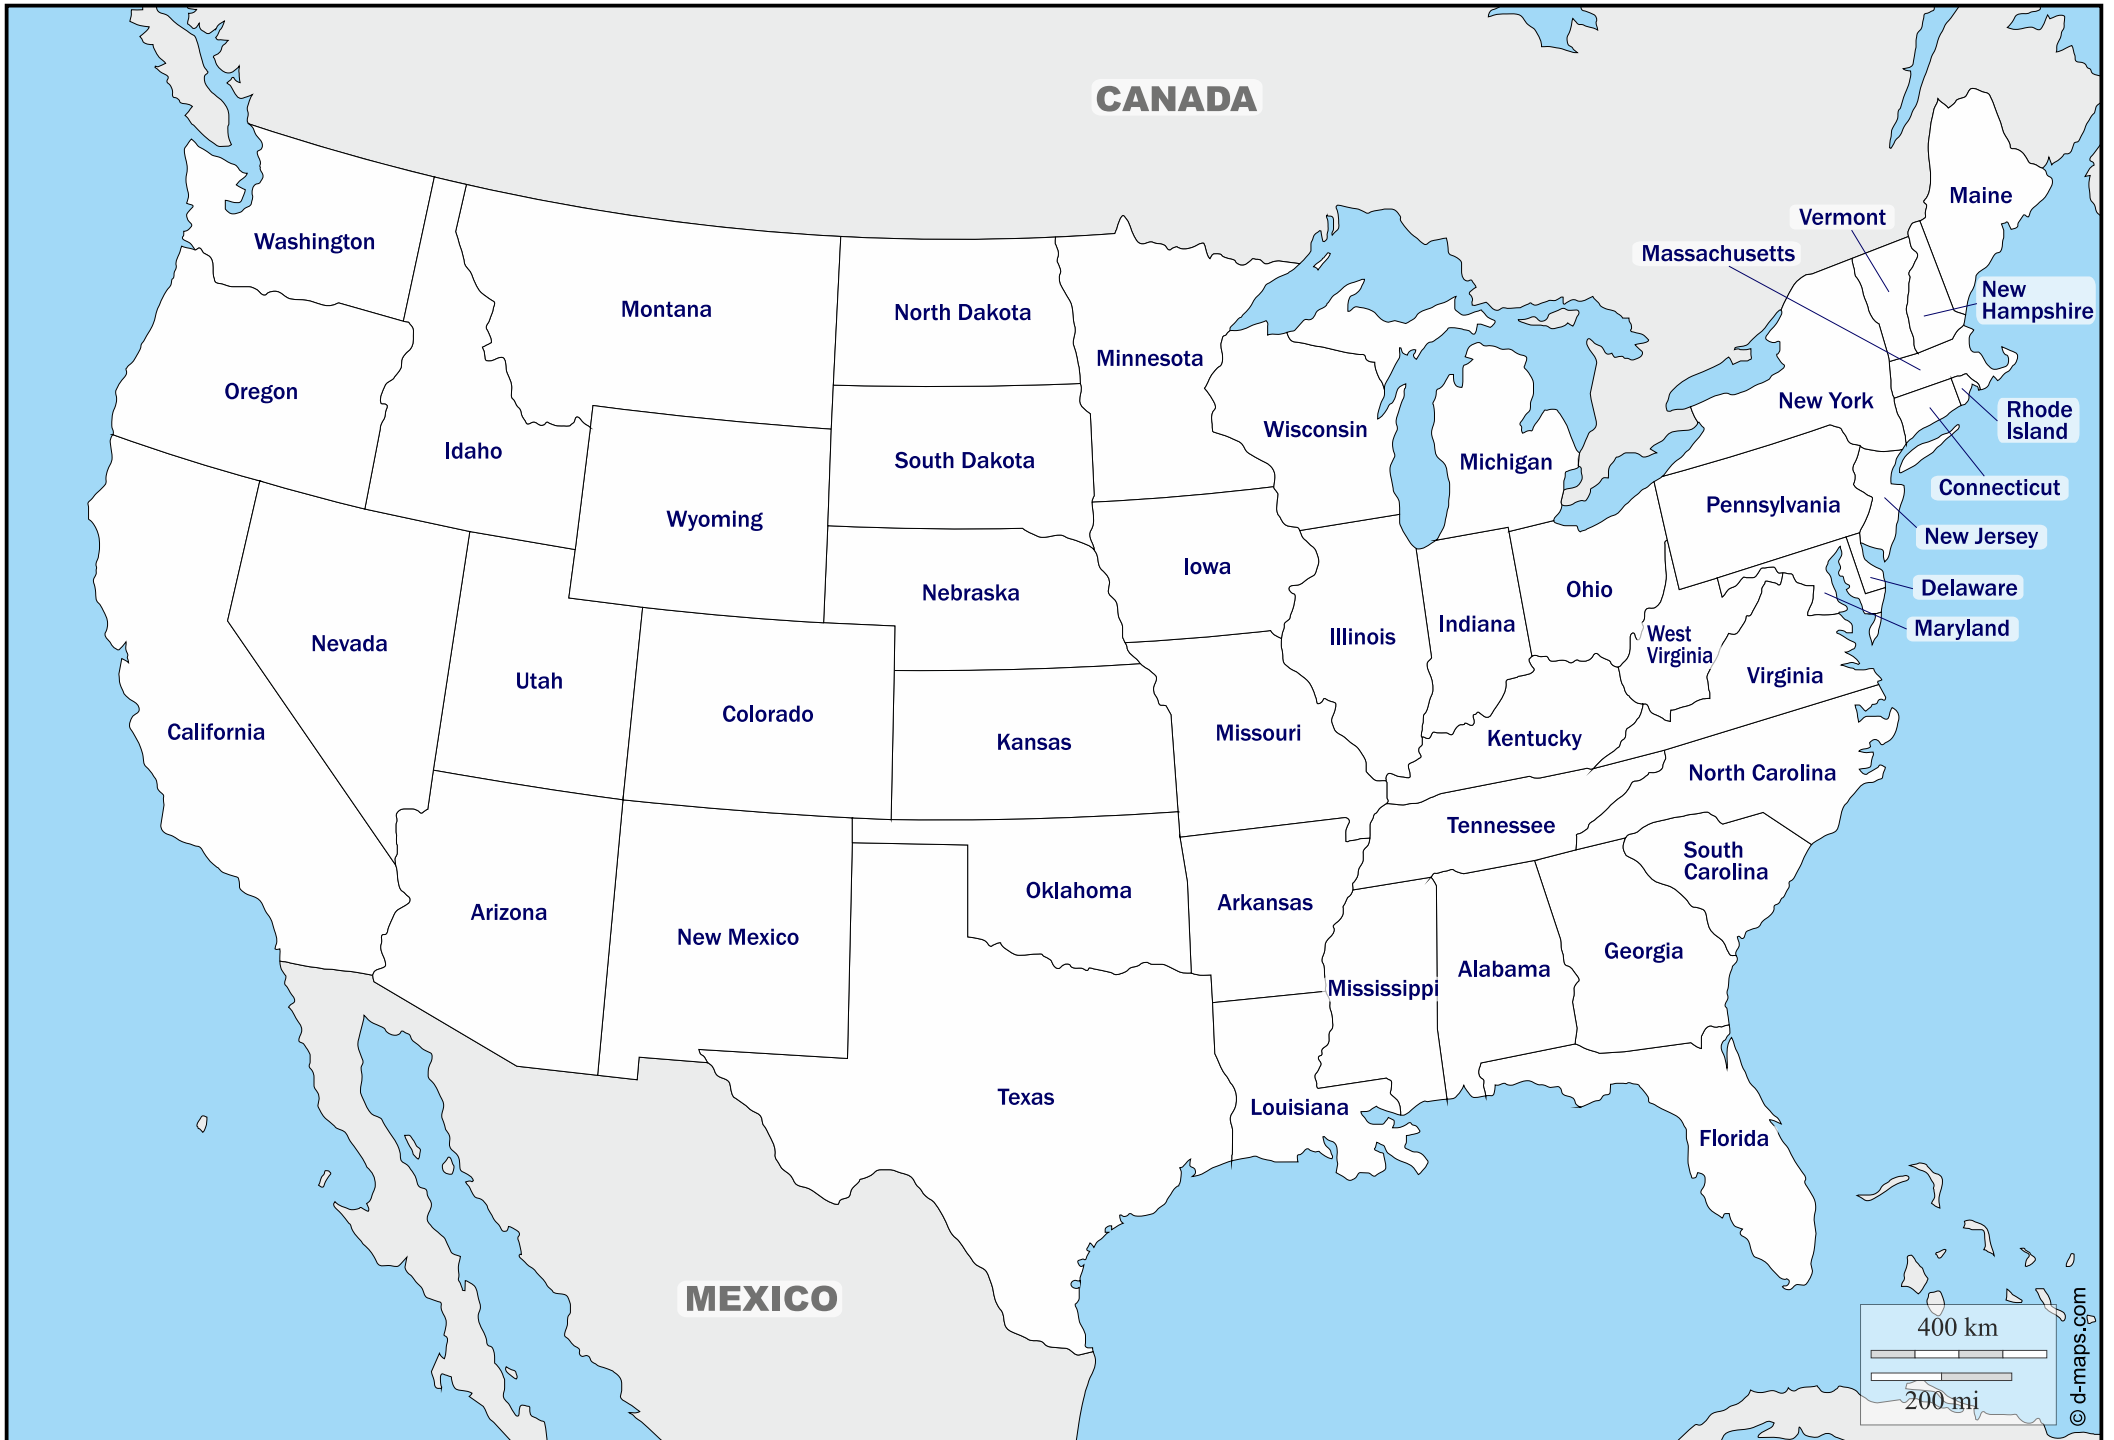 CANADA
Maine
Vermont
Massachusetts
Washington
New
Hampshire
Montana
North Dakota
Minnesota
Oregon
New York
Rhode
Island
Wisconsin
Idaho
South Dakota
Michigan
Connecticut
Pennsylvania
Wyoming
New Jersey
Iowa
Nebraska
Ohio
Delaware
Maryland
Nevada
Illinois
Indiana
West
Virginia
Virginia
Utah
Colorado
California
Kansas
Missouri
Kentucky
North Carolina
Tennessee
South
Carolina
Oklahoma
Arkansas
Arizona
New Mexico
Georgia
Alabama
Mississippi
Texas
Louisiana
Florida
MEXICO
400 km
200 mi
© d-maps.com